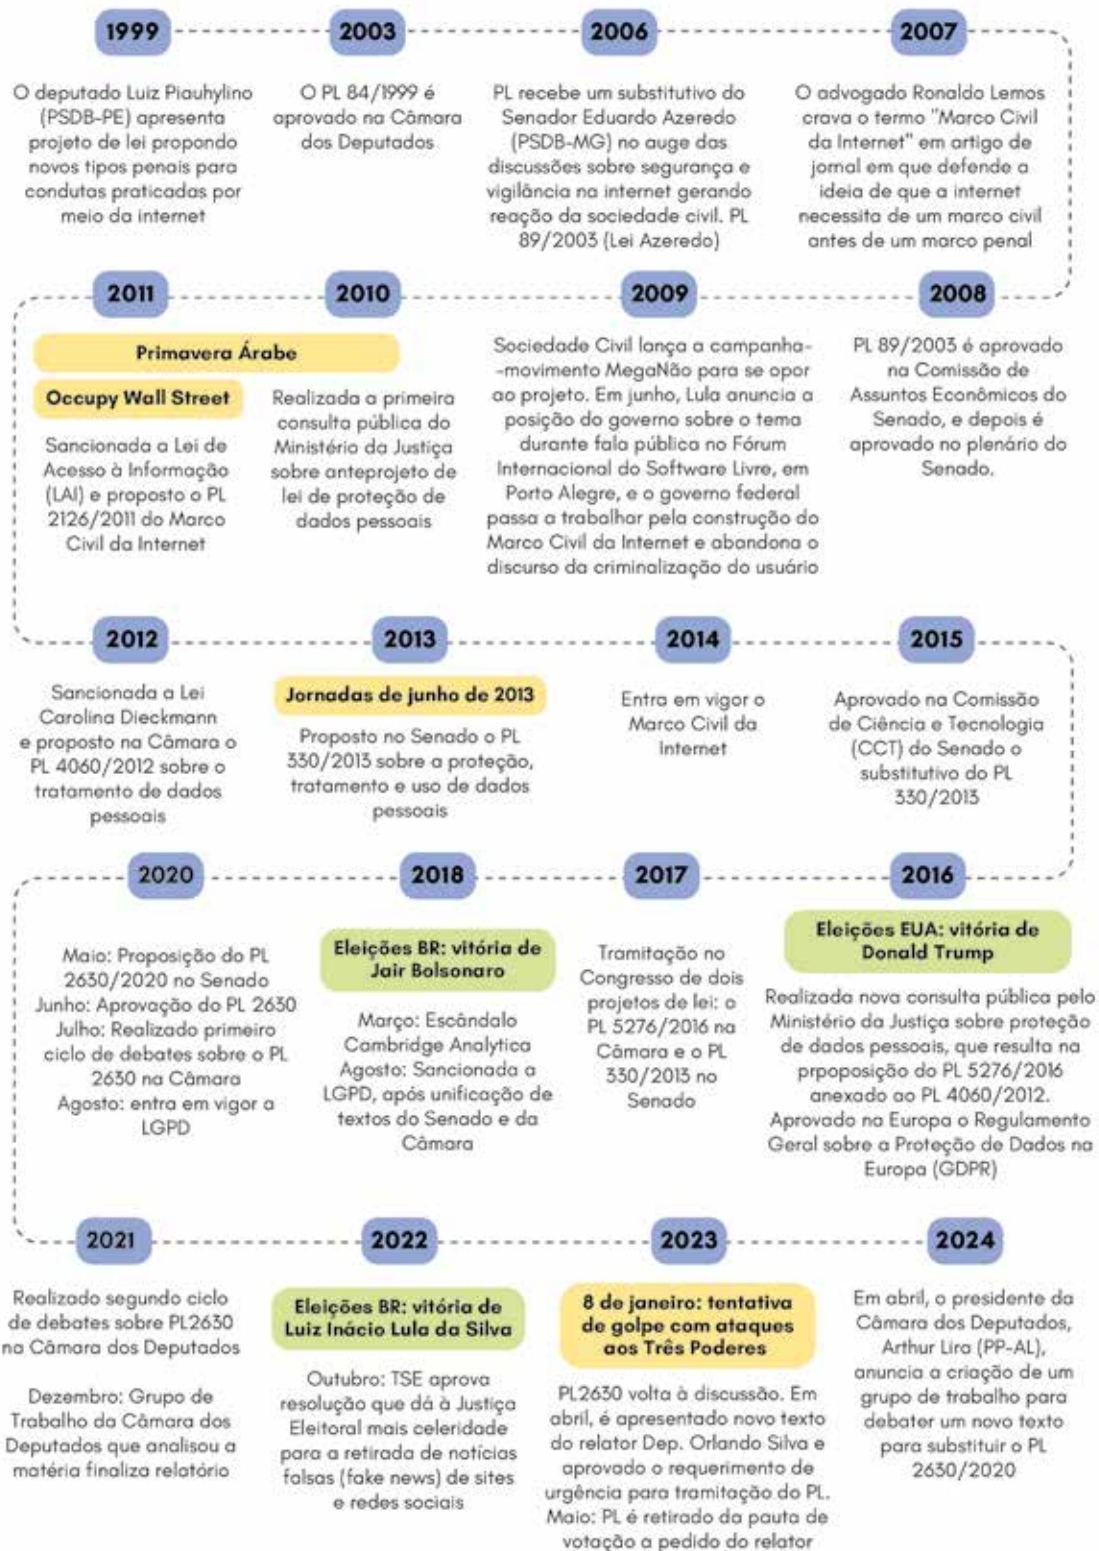 1999
O deputado Luiz Piauhylino
(PSDB-PE) apresenta
projeto de lei propondo
novos tipos penais para
condutas praticadas por
meio da internet
2003
O PL 84/1999 é
aprovado na Câmara
dos Deputados
2006
PL recebe um substitutivo do
Senador Eduardo Azeredo
(PSDB-MG) no auge das
discussões sobre segurança e
vigilância na internet gerando
reação da sociedade civil. PL
89/2003 (Lei Azeredo)
2007
O advogado Ronaldo Lemos
crava o termo "Marco Civil
da Internet" em artigo de
jornal em que defende a
ideia de que a internet
necessita de um marco civil
antes de um marco penal
2008
PL 89/2003 é aprovado
na Comissão de
Assuntos Econômicos do
Senado, e depois é
aprovado no plenário do
Senado.
2009
Sociedade Civil lança a campanha-
-movimento MegaNão para se opor
ao projeto. Em junho, Lula anuncia a
posição do governo sobre o tema
durante fala pública no Fórum
Internacional do Software Livre, em
Porto Alegre, e o governo federal
passa a trabalhar pela construção do
Marco Civil da Internet e abandona o
discurso da criminalização do usuário
2010
Primavera Árabe
Realizada a primeira
consulta pública do
Ministério da Justiça
sobre anteprojeto de
lei de proteção de
dados pessoais
2011
Occupy Wall Street
Sancionada a Lei de
Acesso à Informação
(LAI) e proposto o PL
2126/2011 do Marco
Civil da Internet
2012
Sancionada a Lei
Carolina Dieckmann
e proposto na Câmara o
PL 4060/2012 sobre o
tratamento de dados
pessoais
2013
Jornadas de junho de 2013
Proposto no Senado o PL
330/2013 sobre a proteção,
tratamento e uso de dados
pessoais
2014
Entra em vigor o
Marco Civil da
Internet
2015
Aprovado na Comissão
de Ciência e Tecnologia
(CCT) do Senado o
substitutivo do PL
330/2013
2016
Eleições EUA: vitória de
Donald Trump
Realizada nova consulta pública pelo
Ministério da Justiça sobre proteção
de dados pessoais, que resulta na
prpoposição do PL 5276/2016
anexado ao PL 4060/2012.
Aprovado na Europa o Regulamento
Geral sobre a Proteção de Dados na
Europa (GDPR)
2017
Tramitação no
Congresso de dois
projetos de lei: o
PL 5276/2016 na
Câmara e o PL
330/2013 no
Senado
2018
Eleições BR: vitória de
Jair Bolsonaro
Março: Escândalo
Cambridge Analytica
Agosto: Sancionada a
LGPD, após unificação de
textos do Senado e da
Câmara
2020
Maio: Proposição do PL
2630/2020 no Senado
Junho: Aprovação do PL 2630
Julho: Realizado primeiro
ciclo de debates sobre o PL
2630 na Câmara
Agosto: entra em vigor a
LGPD
2021
Realizado segundo ciclo
de debates sobre PL2630
na Câmara dos Deputados
Dezembro: Grupo de
Trabalho da Câmara dos
Deputados que analisou a
matéria finaliza relatório
2022
Eleições BR: vitória de
Luiz Inácio Lula da Silva
Outubro: TSE aprova
resolução que dá à Justiça
Eleitoral mais celeridade
para a retirada de notícias
falsas (fake news) de sites
e redes sociais
2023
8 de janeiro: tentativa
de golpe com ataques
aos Três Poderes
PL2630 volta à discussão. Em
abril, é apresentado novo texto
do relator Dep. Orlando Silva e
aprovado o requerimento de
urgência para tramitação do PL.
Maio: PL é retirado da pauta de
votação a pedido do relator
2024
Em abril, o presidente da
Câmara dos Deputados,
Arthur Lira (PP-AL),
anuncia a criação de um
grupo de trabalho para
debater um novo texto
para substituir o PL
2630/2020